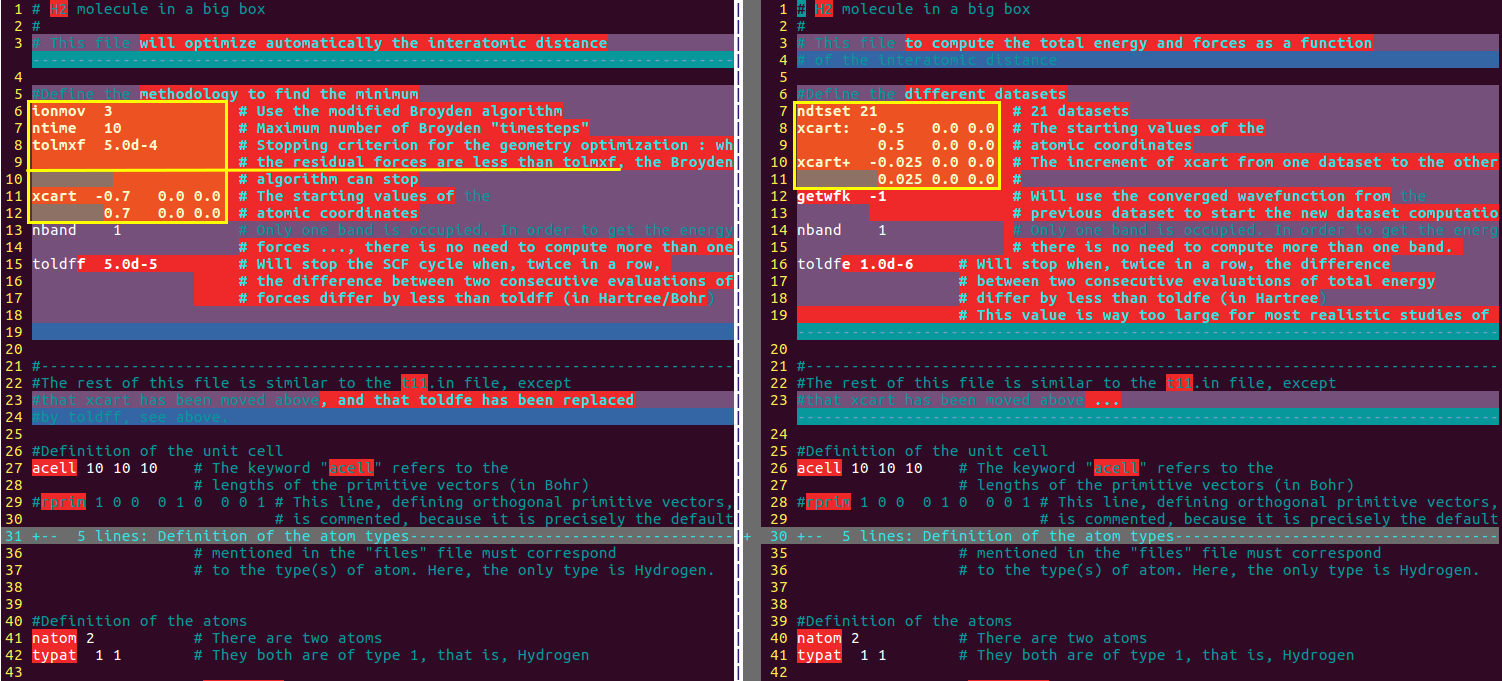 1 # H2 molecule in a big box
2 #
3 # This file will optimize automatically the interatomic distance
4
5 #Define the methodology to find the minimum
6 ionmov 3 # Use the modified Broyden algorithm
7 ntime 10 # Maximum number of Broyden "timesteps"
8 tolmxf 5.0d-4 # Stopping criterion for the geometry optimization : wh
9 # the residual forces are less than tolmxf, the Broyden
10 # algorithm can stop
11 xcart -0.7 0.0 0.0 # The starting values of the
12 0.7 0.0 0.0 # atomic coordinates
13 nband 1 # Only one band is occupied. In order to get the energy
14 # forces ..., there is no need to compute more than one
15 toldff 5.0d-5 # Will stop the SCF cycle when, twice in a row,
16 # the difference between two consecutive evaluations of
17 # forces differ by less than toldff (in Hartree/Bohr)
18
19
20
21 #------------------------------------------------------------------------------
22 #The rest of this file is similar to the t11.in file, except
23 #that xcart has been moved above, and that toldfe has been replaced
24 #by toldff, see above.
25
26 #Definition of the unit cell
27 acell 10 10 10 # The keyword "acell" refers to the
28 # lengths of the primitive vectors (in Bohr)
29 #rprim 1 0 0 0 1 0 0 0 1 # This line, defining orthogonal primitive vectors,
30 # is commented, because it is precisely the default
31 +-- 5 lines: Definition of the atom types------------------------------------
36 # mentioned in the "files" file must correspond
37 # to the type(s) of atom. Here, the only type is Hydrogen.
38
39
40 #Definition of the atoms
41 natom 2 # There are two atoms
42 typat 1 1 # They both are of type 1, that is, Hydrogen
43
1 # H2 molecule in a big box
2 #
3 # This file to compute the total energy and forces as a function
4 # of the interatomic distance
5
6 #Define the different datasets
7 ndtset 21 # 21 datasets
8 xcart: -0.5 0.0 0.0 # The starting values of the
9 0.5 0.0 0.0 # atomic coordinates
10 xcart+ -0.025 0.0 0.0 # The increment of xcart from one dataset to the other
11 0.025 0.0 0.0 #
12 getwfk -1 # Will use the converged wavefunction from the
13 # previous dataset to start the new dataset computatio
14 nband 1 # Only one band is occupied. In order to get the energ
15 # there is no need to compute more than one band.
16 toldfe 1.0d-6 # Will stop when, twice in a row, the difference
17 # between two consecutive evaluations of total energy
18 # differ by less than toldfe (in Hartree)
19 # This value is way too large for most realistic studies of
20
21 #------------------------------------------------------------------------------
22 #The rest of this file is similar to the t11.in file, except
23 #that xcart has been moved above ...
24
25 #Definition of the unit cell
26 acell 10 10 10 # The keyword "acell" refers to the
27 # lengths of the primitive vectors (in Bohr)
28 #rprim 1 0 0 0 1 0 0 0 1 # This line, defining orthogonal primitive vectors,
29 # is commented, because it is precisely the default
+ 30 +-- 5 lines: Definition of the atom types------------------------------------
35 # mentioned in the "files" file must correspond
36 # to the type(s) of atom. Here, the only type is Hydrogen.
37
38
39 #Definition of the atoms
40 natom 2 # There are two atoms
41 typat 1 1 # They both are of type 1, that is, Hydrogen
42